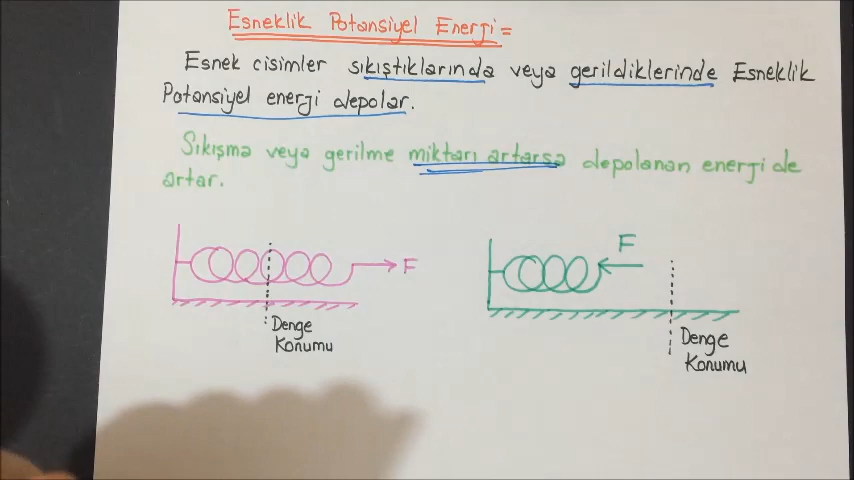 Esneklik Potansiyel Enerji=
Esnek cisimler sıkıştıklarında veya gerildiklerinde Esneklik
Potansiyel enerji depolar.
Sıkışma veya gerilme miktarı artarsa depolanan enerji de
artar.
F
Denge
Konumu
F
Denge
Konumu